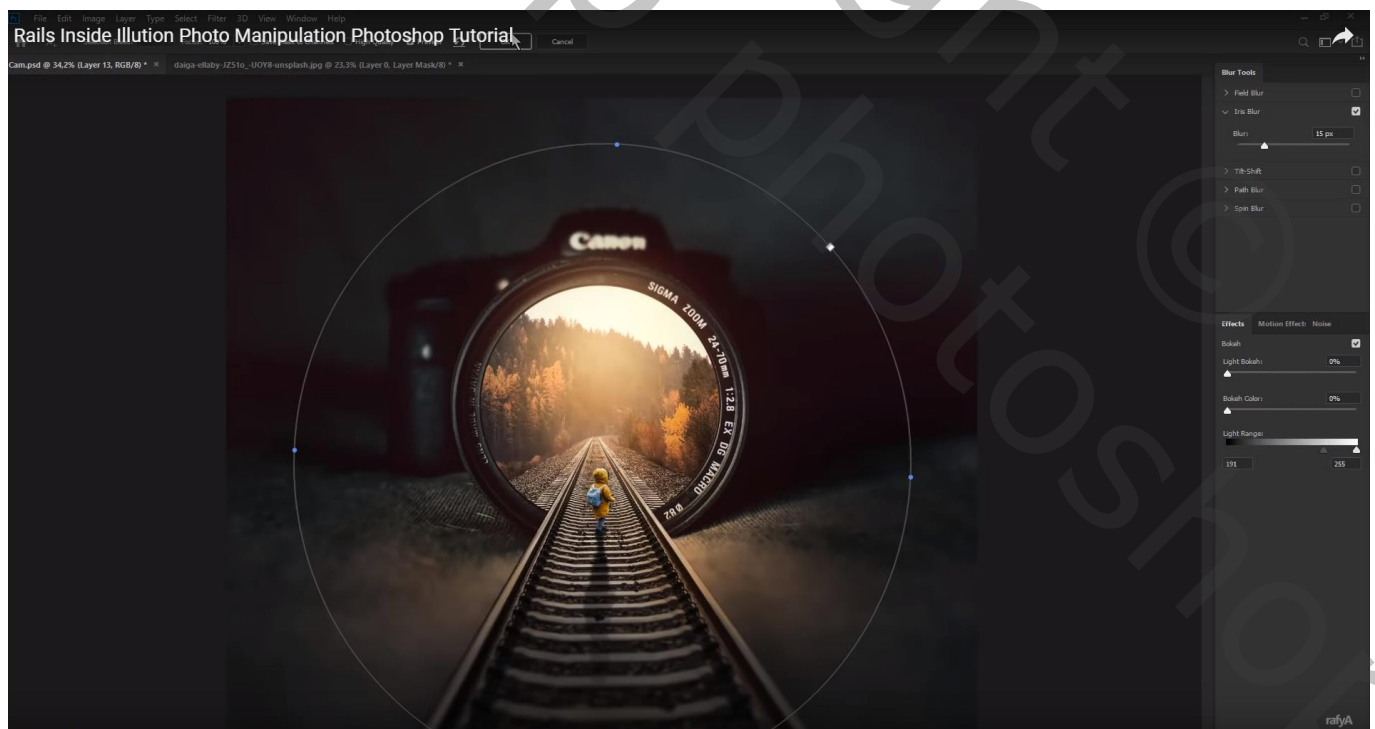 File Edit Image Layer Type Select Filter 3D View Window Help
Rails Inside Illution Photo Manipulation Photoshop Tutorial
Cancel
Cam.psd @ 34,2% (Layer 13, RGB/8) * × daiga-ellaby-JZ51o_-UOY8-unsplash.jpg @ 23,3% (Layer 0, Layer Mask/8) * ×
Blur Tools
Field Blur
Iris Blur
Blur: 15 px
Tilt-Shift
Path Blur
Spin Blur
Canon
SIGMA ZOOM 24-70mm 1:2.8 EX DG MACRO Ø82
Effects Motion Effects Noise
Bokeh
Light Bokeh: 0%
Bokeh Color: 0%
Light Range:
191 255
rafyA
photoshop
©